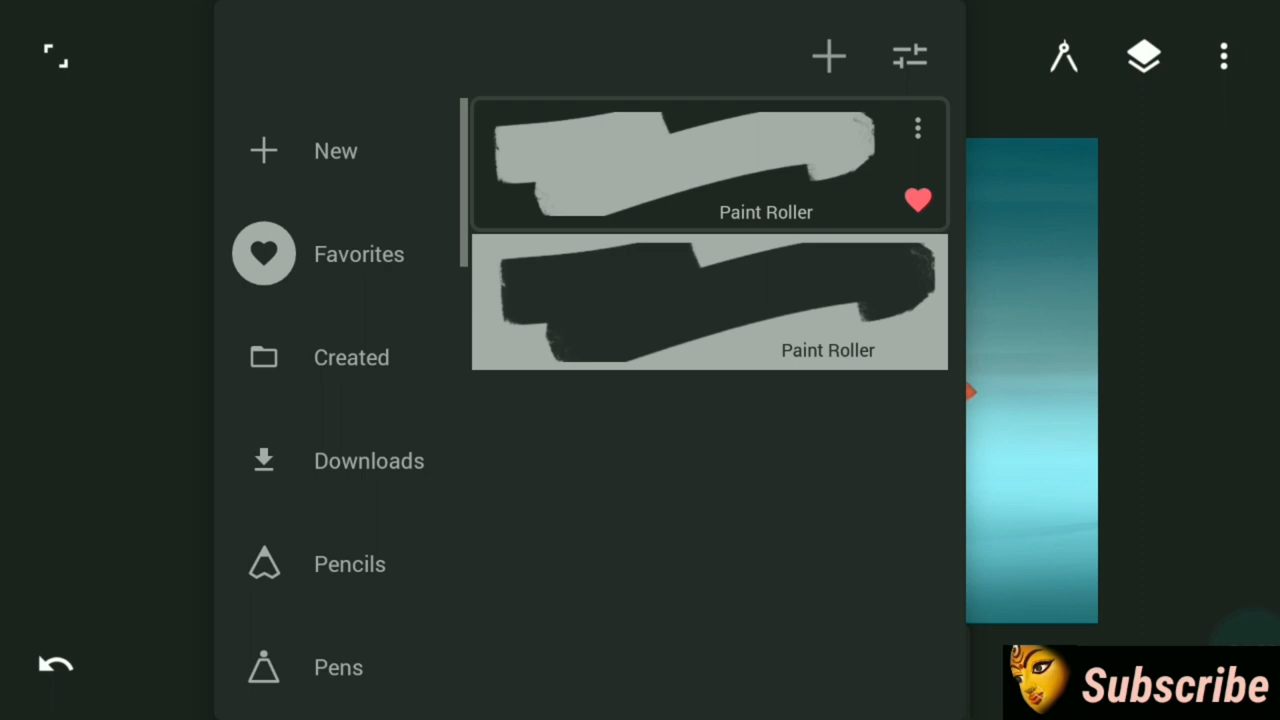 New
Favorites
Created
Downloads
Pencils
Pens
Paint Roller
Paint Roller
Subscribe